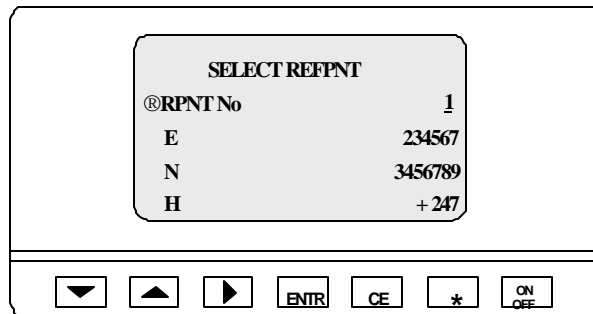 SELECT REFPNT
®RPNT No 1
E 234567
N 3456789
H + 247
ENTR CE * ON OFF